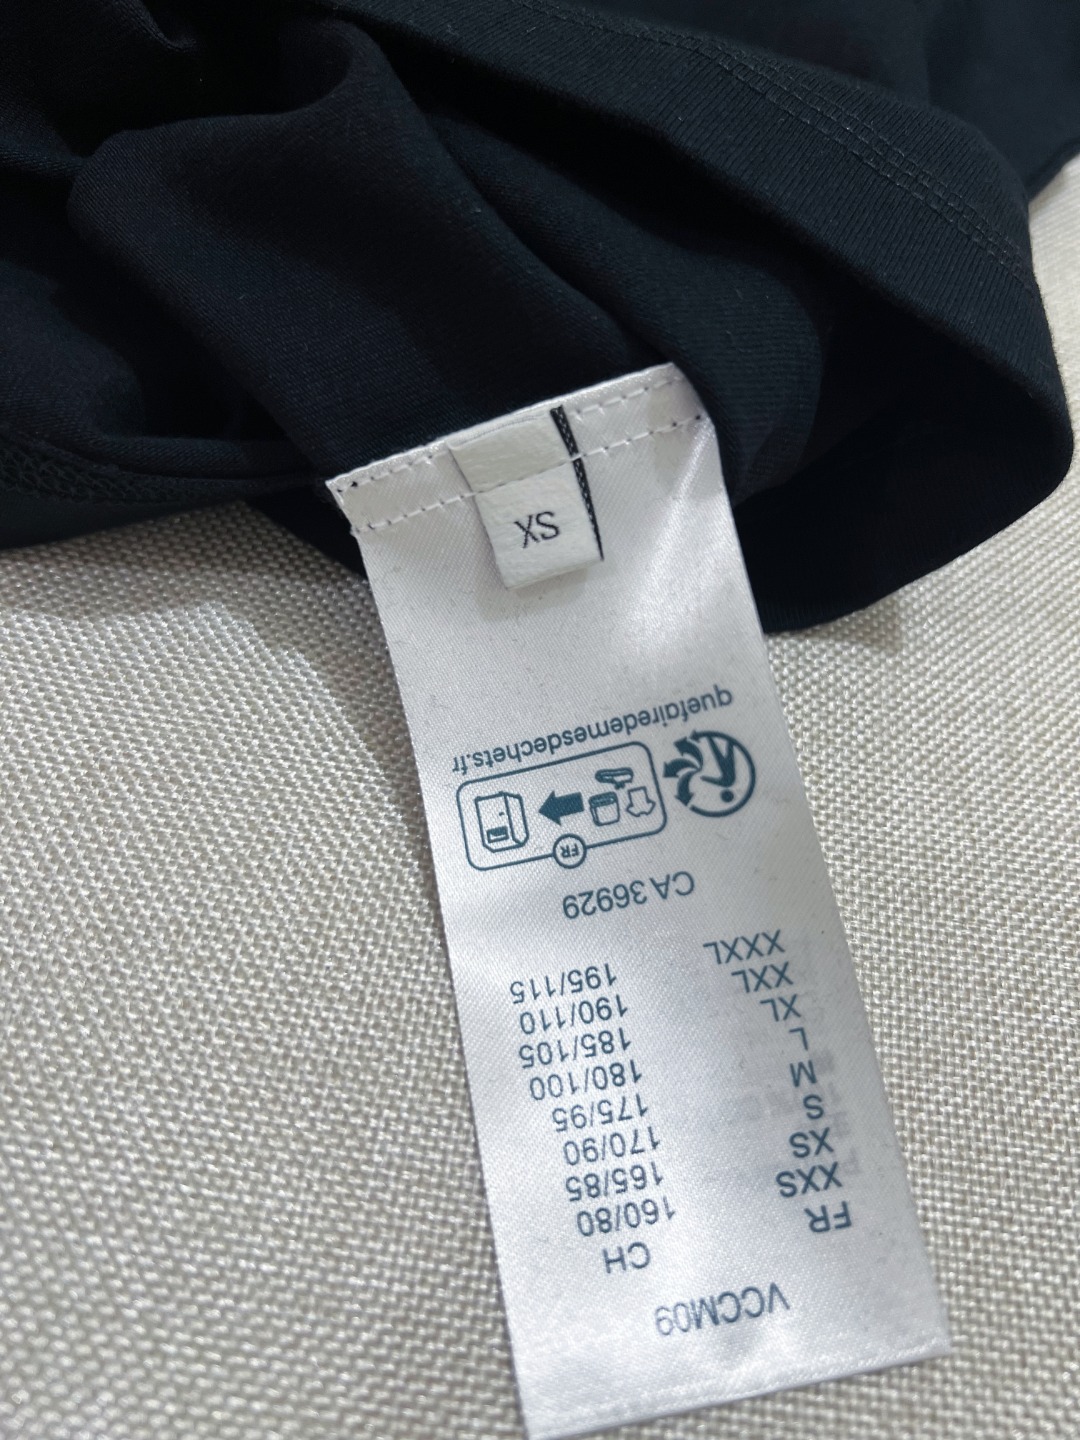 XS
VCCM09
FR CH
XXS 160/80
XS 165/85
S 170/90
M 175/95
L 180/100
XL 185/105
XXL 190/110
XXXL 195/115
CA 36929
FR
quefairedemesdechets.fr